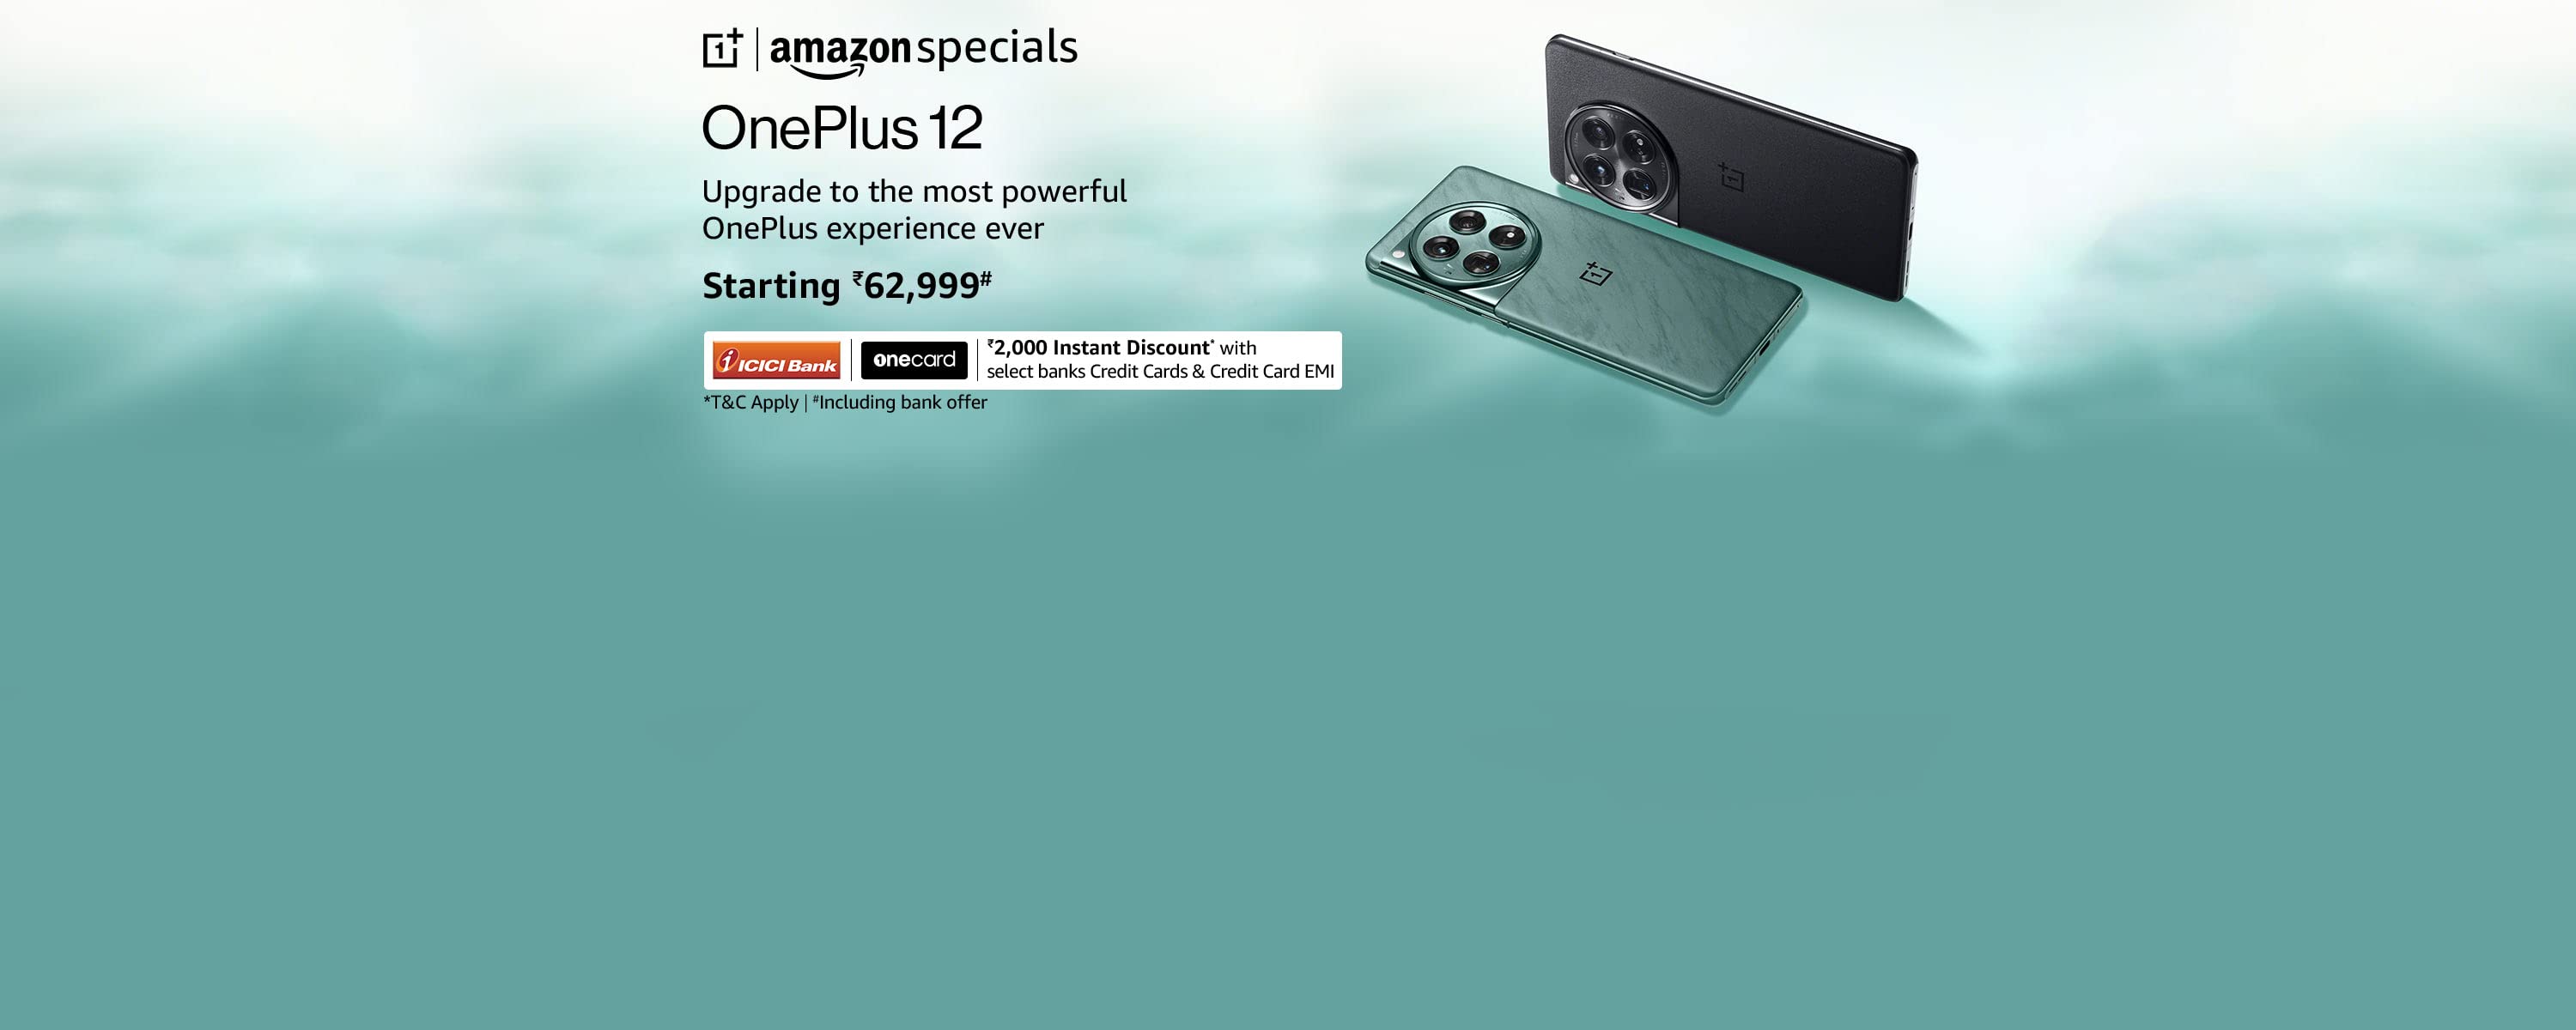 1+ | amazon specials
OnePlus 12
Upgrade to the most powerful
OnePlus experience ever
Starting ₹62,999#
i ICICI Bank | onecard | ₹2,000 Instant Discount* with
select banks Credit Cards & Credit Card EMI
*T&C Apply | #Including bank offer